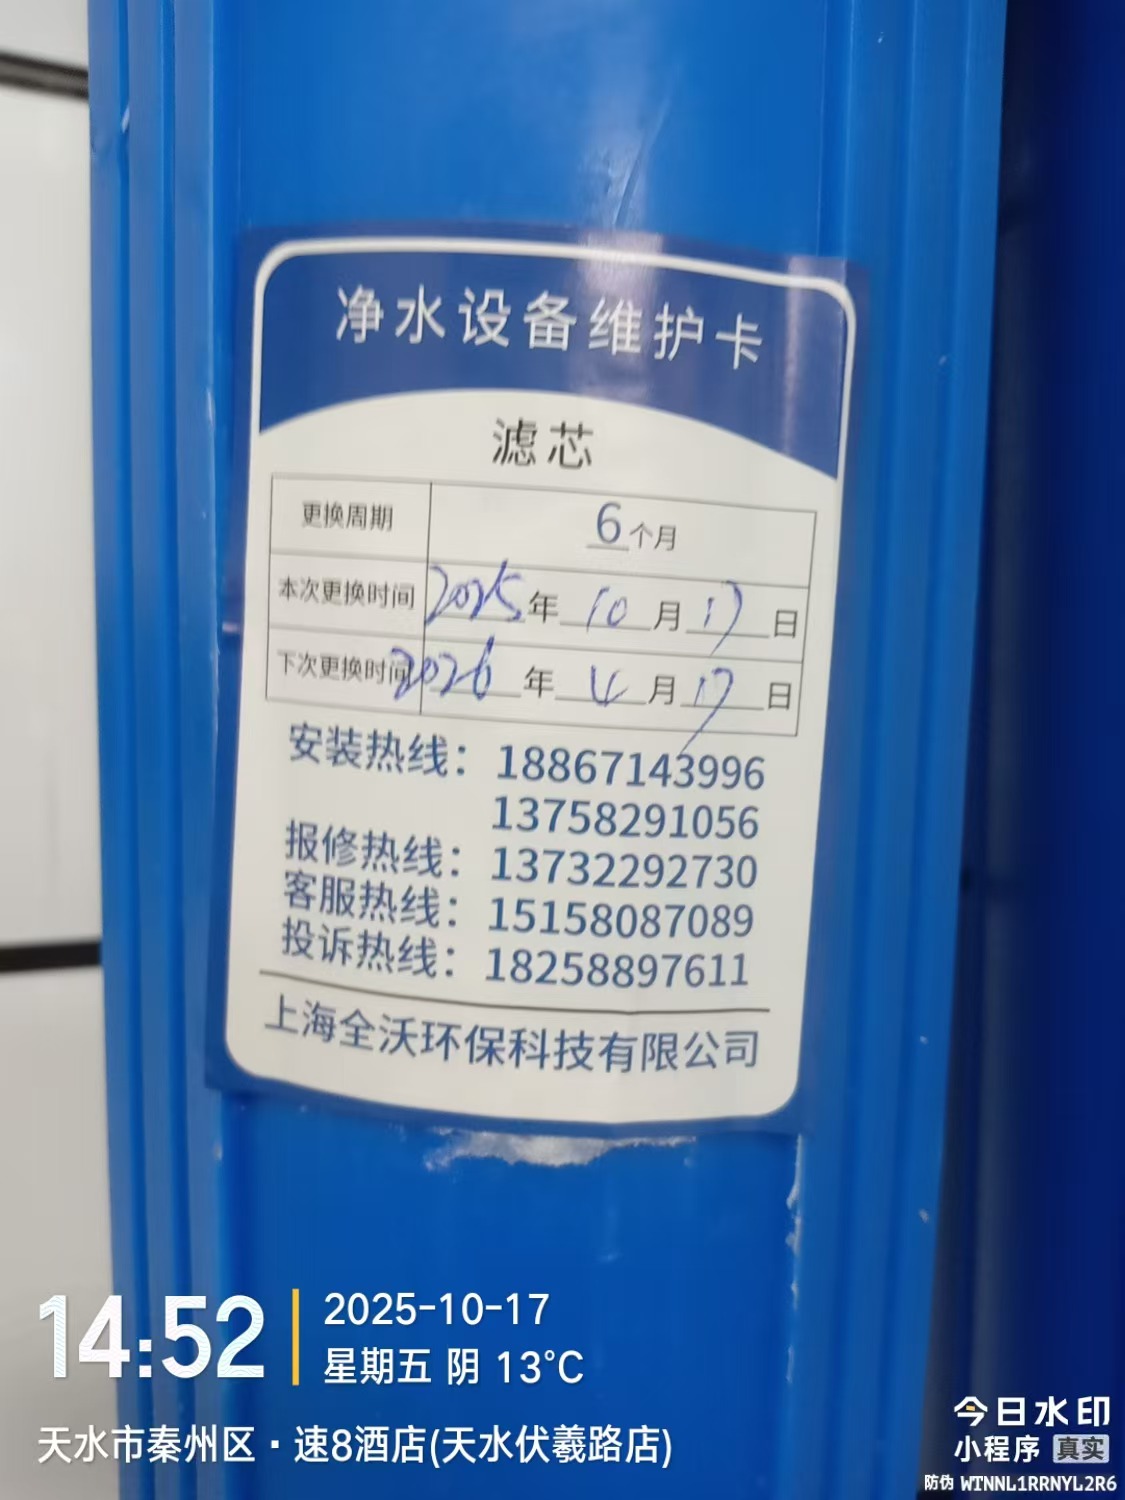 净水设备维护卡
滤芯
更换周期 6个月
本次更换时间 2025年10月17日
下次更换时间 2026年4月17日
安装热线：18867143996
13758291056
报修热线：13732292730
客服热线：15158087089
投诉热线：18258897611
上海全沃环保科技有限公司
14:52
2025-10-17
星期五 阴 13°C
天水市秦州区·速8酒店(天水伏羲路店)
今日水印
小程序 真实
防伪 WTNNL1RRNYL2R6